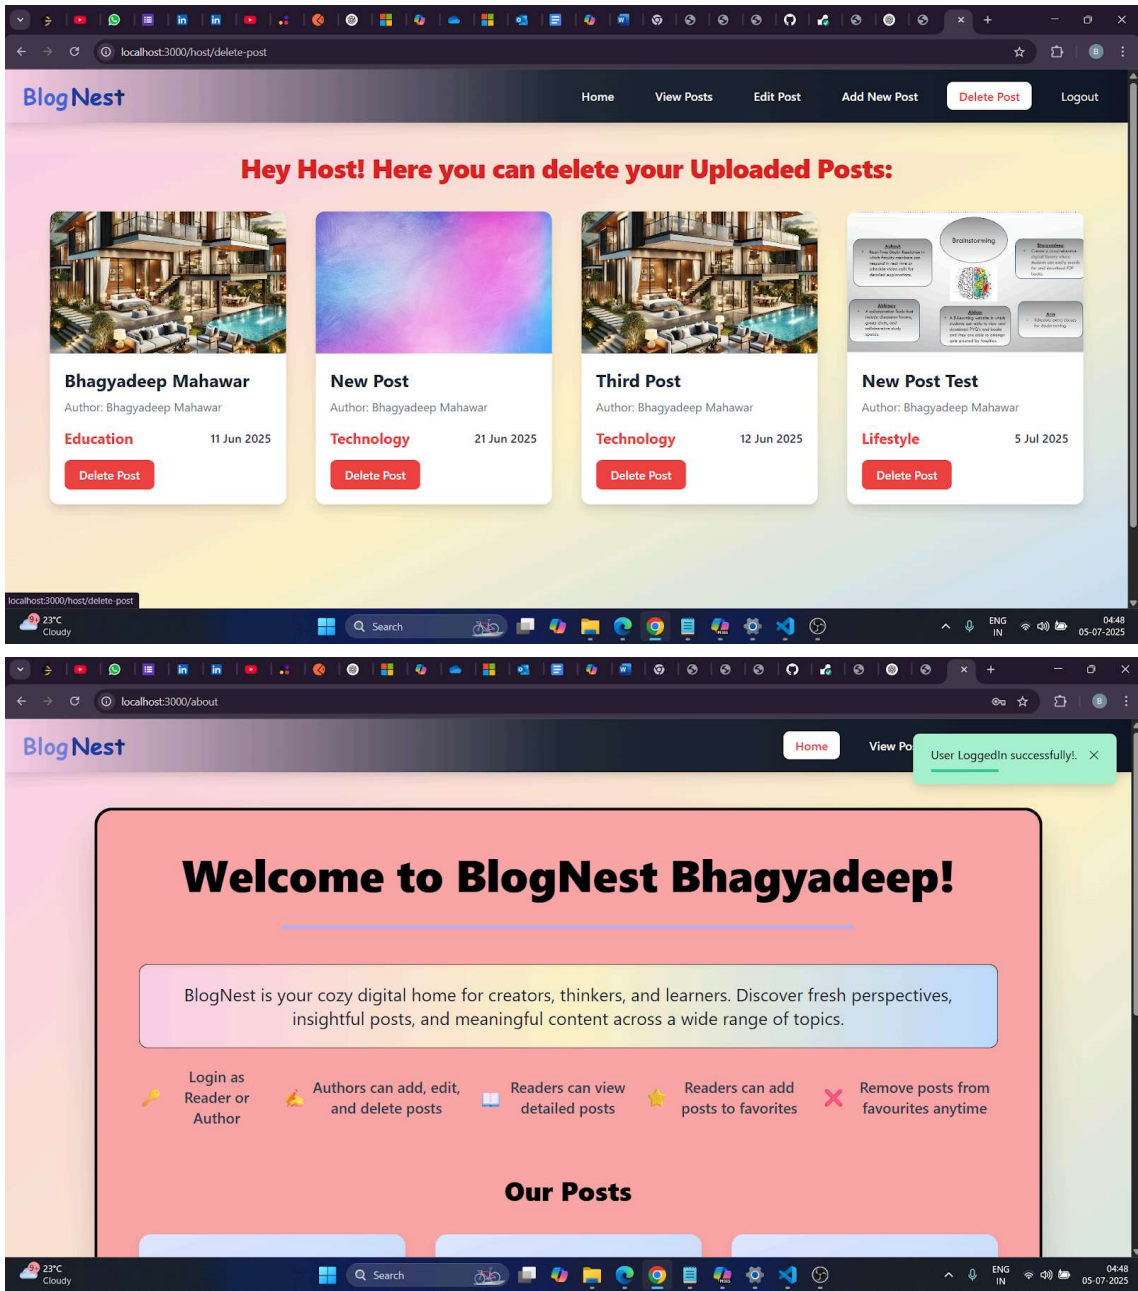 localhost:3000/host/delete-post
B
BlogNest
Home View Posts Edit Post Add New Post Delete Post Logout
Hey Host! Here you can delete your Uploaded Posts:
Brainstorming
Bhagyadeep Mahawar
Author: Bhagyadeep Mahawar
Education 11 Jun 2025
Delete Post
New Post
Author: Bhagyadeep Mahawar
Technology 21 Jun 2025
Delete Post
Third Post
Author: Bhagyadeep Mahawar
Technology 12 Jun 2025
Delete Post
New Post Test
Author: Bhagyadeep Mahawar
Lifestyle 5 Jul 2025
Delete Post
localhost:3000/host/delete-post
9+
23°C
Cloudy
Search
ENG
IN
04:48
05-07-2025
localhost:3000/about
B
BlogNest
Home View Po
User LoggedIn successfully!.
Welcome to BlogNest Bhagyadeep!
BlogNest is your cozy digital home for creators, thinkers, and learners. Discover fresh perspectives,
insightful posts, and meaningful content across a wide range of topics.
Login as
Reader or
Author
Authors can add, edit,
and delete posts
Readers can view
detailed posts
Readers can add
posts to favorites
Remove posts from
favourites anytime
Our Posts
9+
23°C
Cloudy
Search
ENG
IN
04:48
05-07-2025